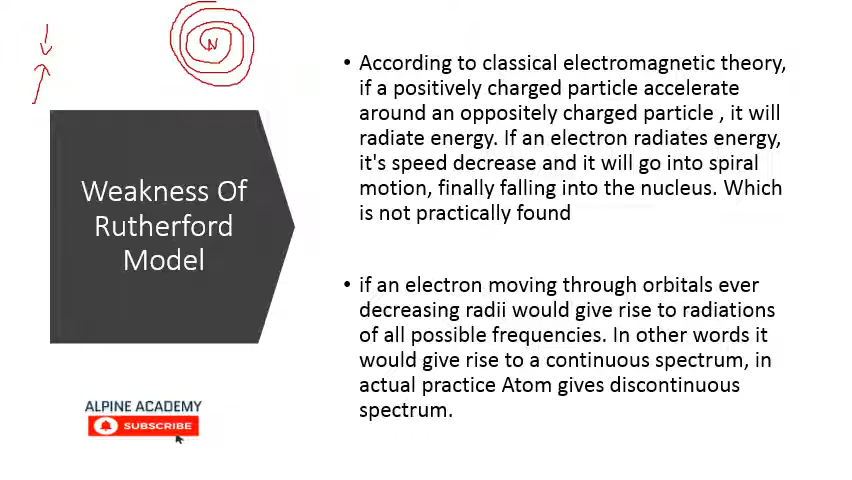 N
Weakness Of
Rutherford
Model
• According to classical electromagnetic theory,
if a positively charged particle accelerate
around an oppositely charged particle , it will
radiate energy. If an electron radiates energy,
it's speed decrease and it will go into spiral
motion, finally falling into the nucleus. Which
is not practically found
• if an electron moving through orbitals ever
decreasing radii would give rise to radiations
of all possible frequencies. In other words it
would give rise to a continuous spectrum, in
actual practice Atom gives discontinuous
spectrum.
ALPINE ACADEMY
SUBSCRIBE